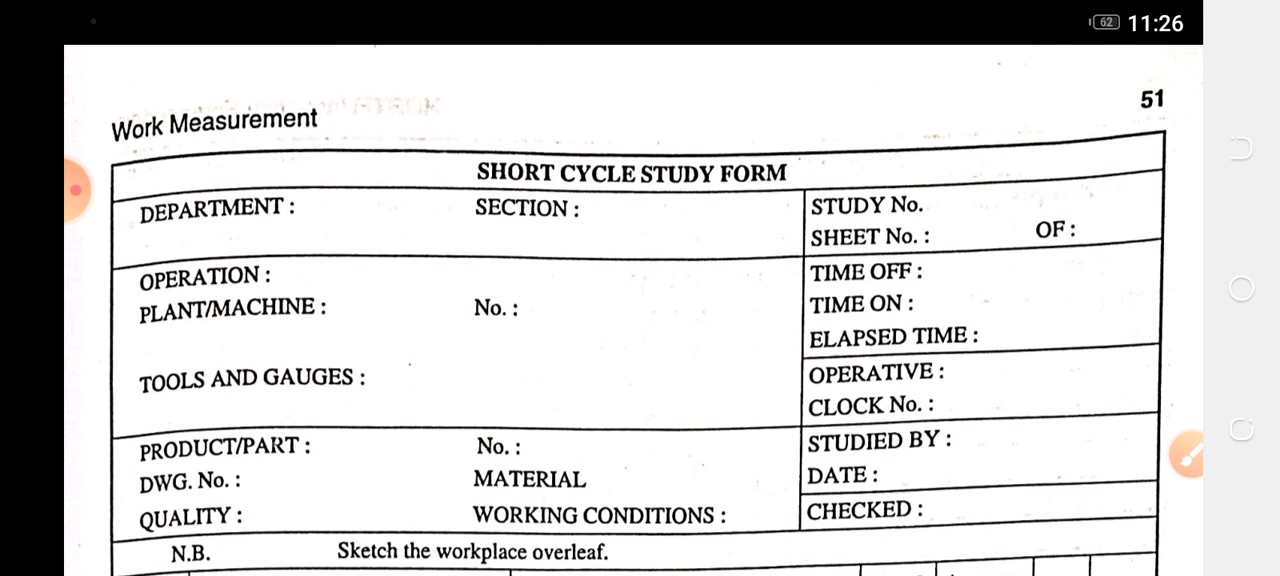 62 11:26
Work Measurement
51
SHORT CYCLE STUDY FORM
DEPARTMENT :
SECTION :
STUDY No.
SHEET No. : OF :
OPERATION :
PLANT/MACHINE : No. :
TOOLS AND GAUGES :
TIME OFF :
TIME ON :
ELAPSED TIME :
OPERATIVE :
CLOCK No. :
PRODUCT/PART : No. :
DWG. No. : MATERIAL
QUALITY : WORKING CONDITIONS :
STUDIED BY :
DATE :
CHECKED :
N.B. Sketch the workplace overleaf.